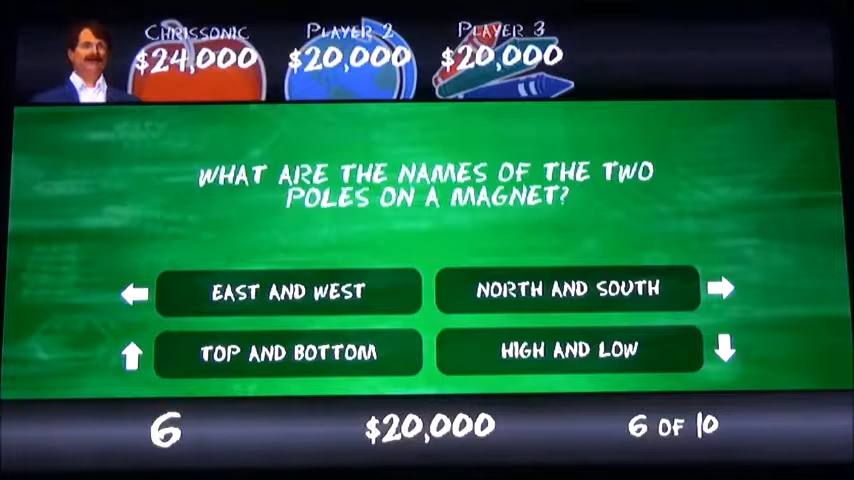 CHRISSONIC
$24,000
PLAYER 2
$20,000
PLAYER 3
$20,000
WHAT ARE THE NAMES OF THE TWO
POLES ON A MAGNET?
EAST AND WEST
NORTH AND SOUTH
TOP AND BOTTOM
HIGH AND LOW
6
$20,000
6 OF 10